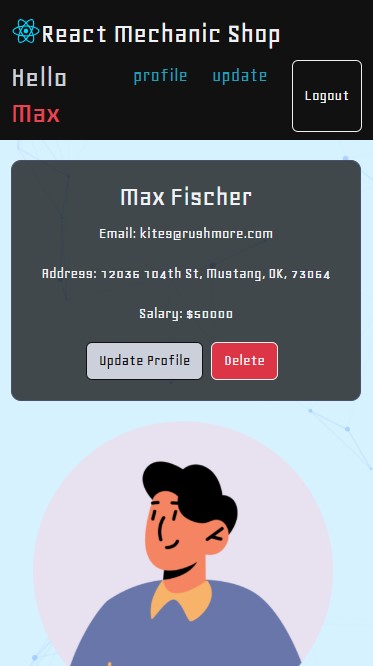 React Mechanic Shop
Hello Max
profile
update
Logout
Max Fischer
Email: kites@rushmore.com
Address: 12036 104th St, Mustang, OK, 73064
Salary: $50000
Update Profile
Delete